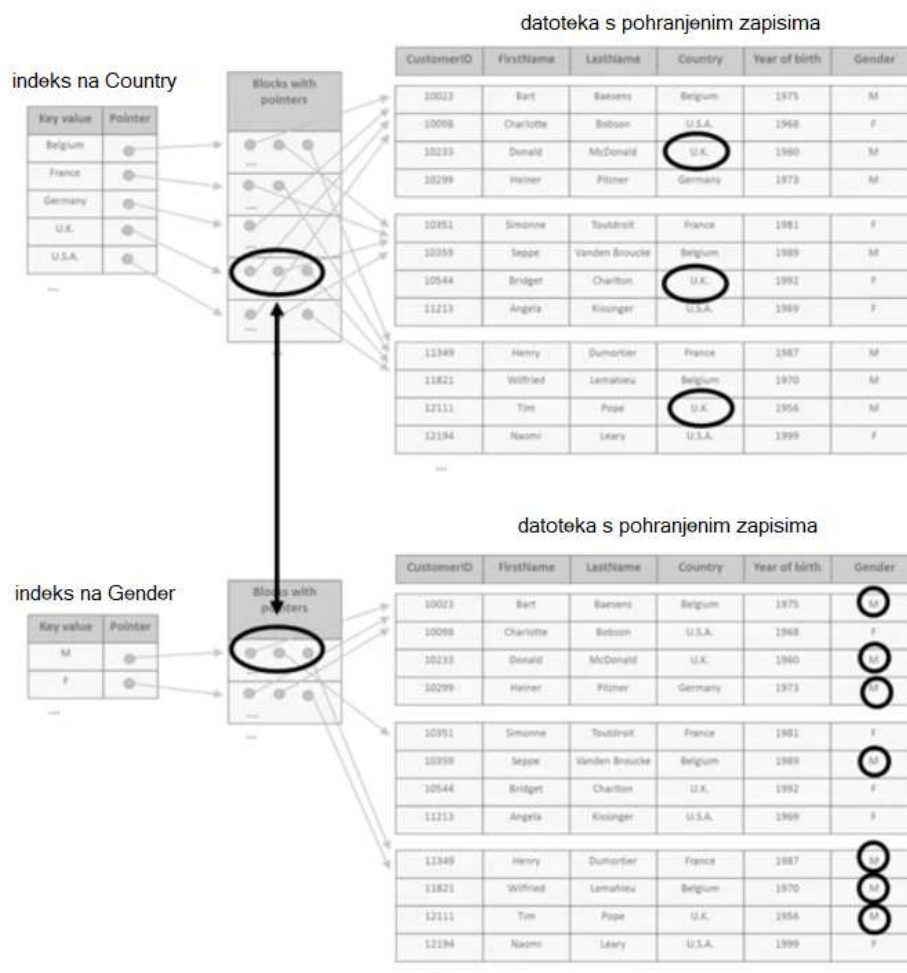 datoteka s pohranjenim zapisima
CustomerID FirstName LastName Country Year of birth Gender
10023 Bart Baesens Belgium 1975 M
10098 Charlotte Bobson U.S.A. 1968 F
10233 Donald McDonald U.K. 1960 M
10299 Heiner Pilsner Germany 1973 M
10351 Simonne Toutdroit France 1981 F
10359 Seppe Vanden Broucke Belgium 1989 M
10544 Bridget Charlton U.K. 1992 F
11213 Angela Kissinger U.S.A. 1969 F
11349 Henry Dumortier France 1987 M
11821 Wilfried Lemahieu Belgium 1970 M
12111 Tim Pope U.K. 1956 M
12194 Naomi Leary U.S.A. 1999 F
...
indeks na Country
Key value Pointer
Belgium
France
Germany
U.K.
U.S.A.
...
Blocks with
pointers
...
...
...
...
...
datoteka s pohranjenim zapisima
CustomerID FirstName LastName Country Year of birth Gender
10023 Bart Baesens Belgium 1975 M
10098 Charlotte Bobson U.S.A. 1968 F
10233 Donald McDonald U.K. 1960 M
10299 Heiner Pilsner Germany 1973 M
10351 Simonne Toutdroit France 1981 F
10359 Seppe Vanden Broucke Belgium 1989 M
10544 Bridget Charlton U.K. 1992 F
11213 Angela Kissinger U.S.A. 1969 F
11349 Henry Dumortier France 1987 M
11821 Wilfried Lemahieu Belgium 1970 M
12111 Tim Pope U.K. 1956 M
12194 Naomi Leary U.S.A. 1999 F
indeks na Gender
Key value Pointer
M
F
...
Blocks with
pointers
...
...
...